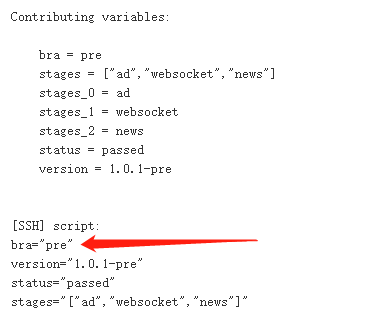 Contributing variables:
bra = pre
stages = ["ad","websocket","news"]
stages_0 = ad
stages_1 = websocket
stages_2 = news
status = passed
version = 1.0.1-pre
[SSH] script:
bra="pre"
version="1.0.1-pre"
status="passed"
stages="["ad","websocket","news"]"